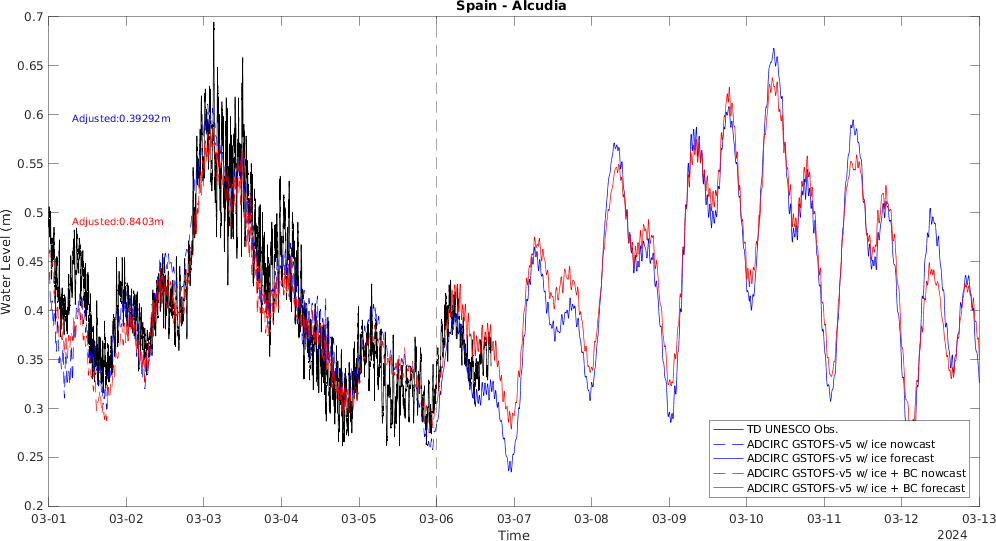 Spain - Alcudia
0.7
0.65
0.6
0.55
0.5
0.45
0.4
0.35
0.3
0.25
0.2
Water Level (m)
Adjusted:0.39292m
Adjusted:0.8403m
TD UNESCO Obs.
ADCIRC GSTOFS-v5 w/ ice nowcast
ADCIRC GSTOFS-v5 w/ ice forecast
ADCIRC GSTOFS-v5 w/ ice + BC nowcast
ADCIRC GSTOFS-v5 w/ ice + BC forecast
03-01 03-02 03-03 03-04 03-05 03-06 03-07 03-08 03-09 03-10 03-11 03-12 03-13
Time
2024